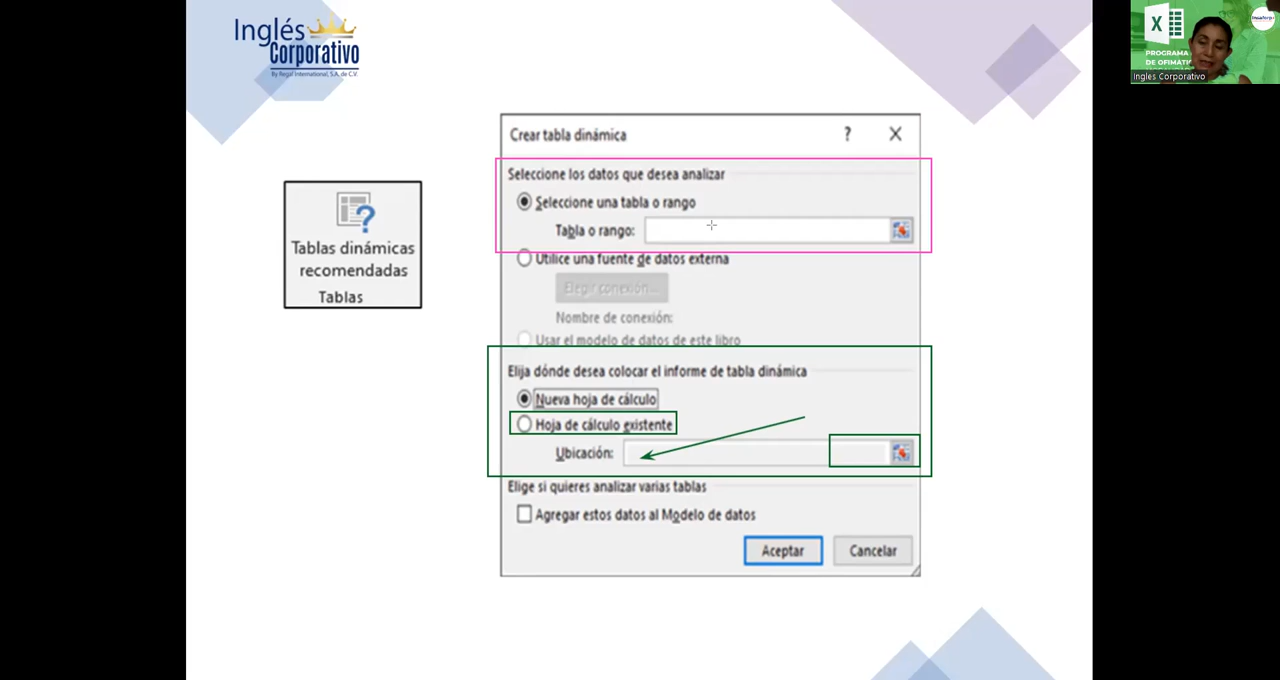 Inglés
Corporativo
By Regal International, S.A. de C.V.
PROGRAMA
DE OFIMATI
Ingles Corporativo
Tablas dinámicas
recomendadas
Tablas
Crear tabla dinámica
?
X
Seleccione los datos que desea analizar
Seleccione una tabla o rango
Tabla o rango:
Utilice una fuente de datos externa
Elegir conexión...
Nombre de conexión:
Usar el modelo de datos de este libro
Elija dónde desea colocar el informe de tabla dinámica
Nueva hoja de cálculo
Hoja de cálculo existente
Ubicación:
Elige si quieres analizar varias tablas
Agregar estos datos al Modelo de datos
Aceptar
Cancelar